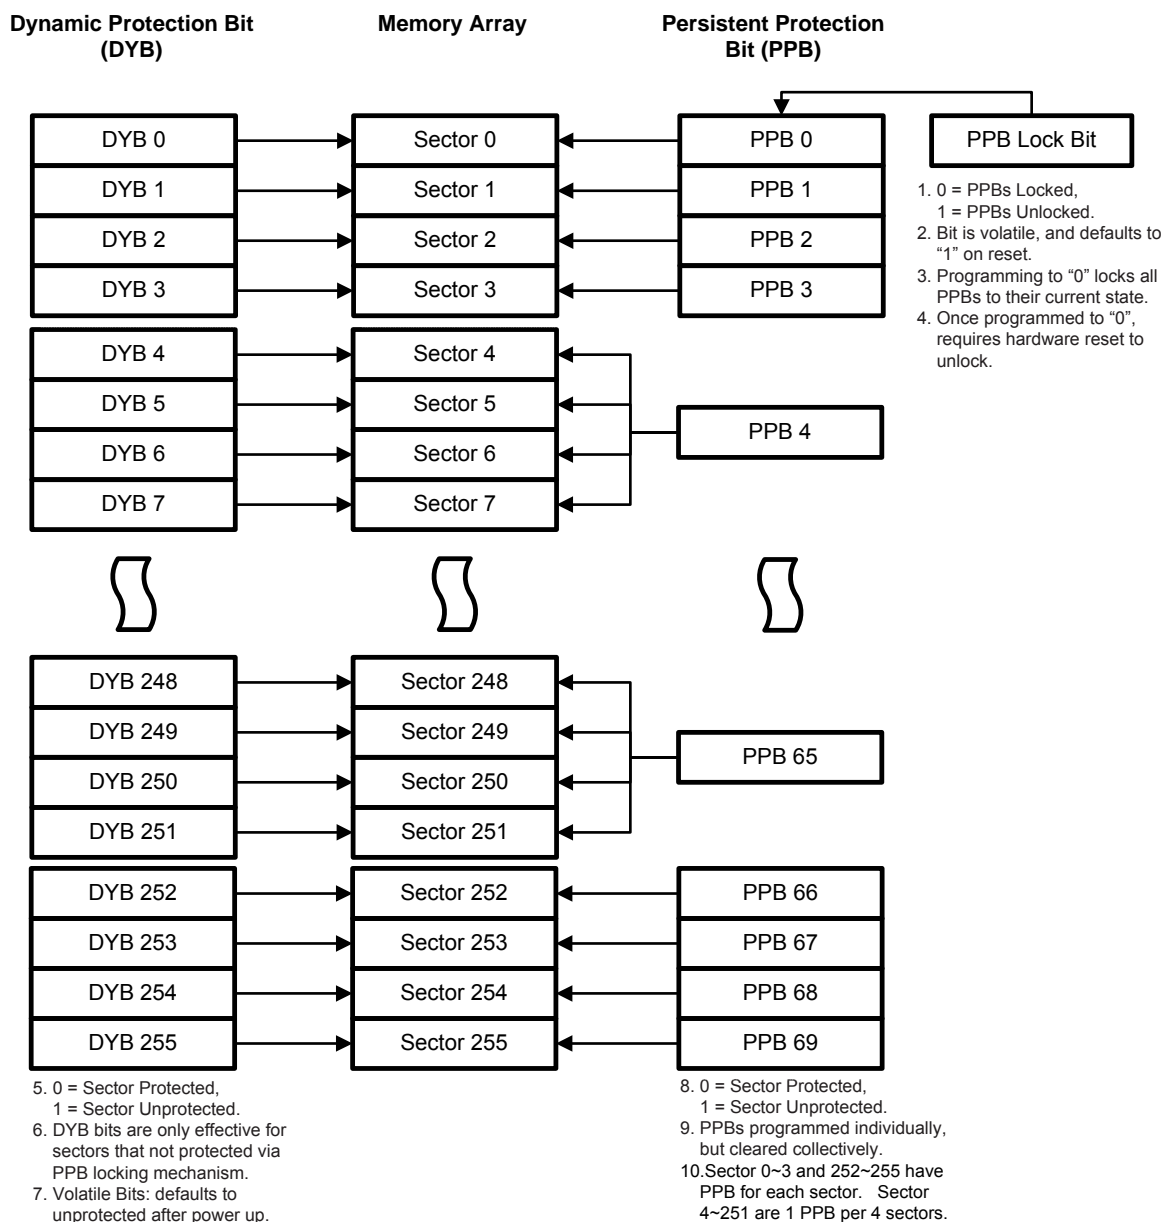 Dynamic Protection Bit
(DYB)
Memory Array
Persistent Protection
Bit (PPB)
DYB 0
Sector 0
PPB 0
PPB Lock Bit
DYB 1
Sector 1
PPB 1
DYB 2
Sector 2
PPB 2
DYB 3
Sector 3
PPB 3
1. 0 = PPBs Locked,
1 = PPBs Unlocked.
2. Bit is volatile, and defaults to
“1” on reset.
3. Programming to “0” locks all
PPBs to their current state.
4. Once programmed to “0”,
requires hardware reset to
unlock.
DYB 4
Sector 4
DYB 5
Sector 5
DYB 6
Sector 6
DYB 7
Sector 7
PPB 4
DYB 248
Sector 248
DYB 249
Sector 249
DYB 250
Sector 250
DYB 251
Sector 251
PPB 65
DYB 252
Sector 252
PPB 66
DYB 253
Sector 253
PPB 67
DYB 254
Sector 254
PPB 68
DYB 255
Sector 255
PPB 69
5. 0 = Sector Protected,
1 = Sector Unprotected.
6. DYB bits are only effective for
sectors that not protected via
PPB locking mechanism.
7. Volatile Bits: defaults to
unprotected after power up.
8. 0 = Sector Protected,
1 = Sector Unprotected.
9. PPBs programmed individually,
but cleared collectively.
10.Sector 0~3 and 252~255 have
PPB for each sector. Sector
4~251 are 1 PPB per 4 sectors.